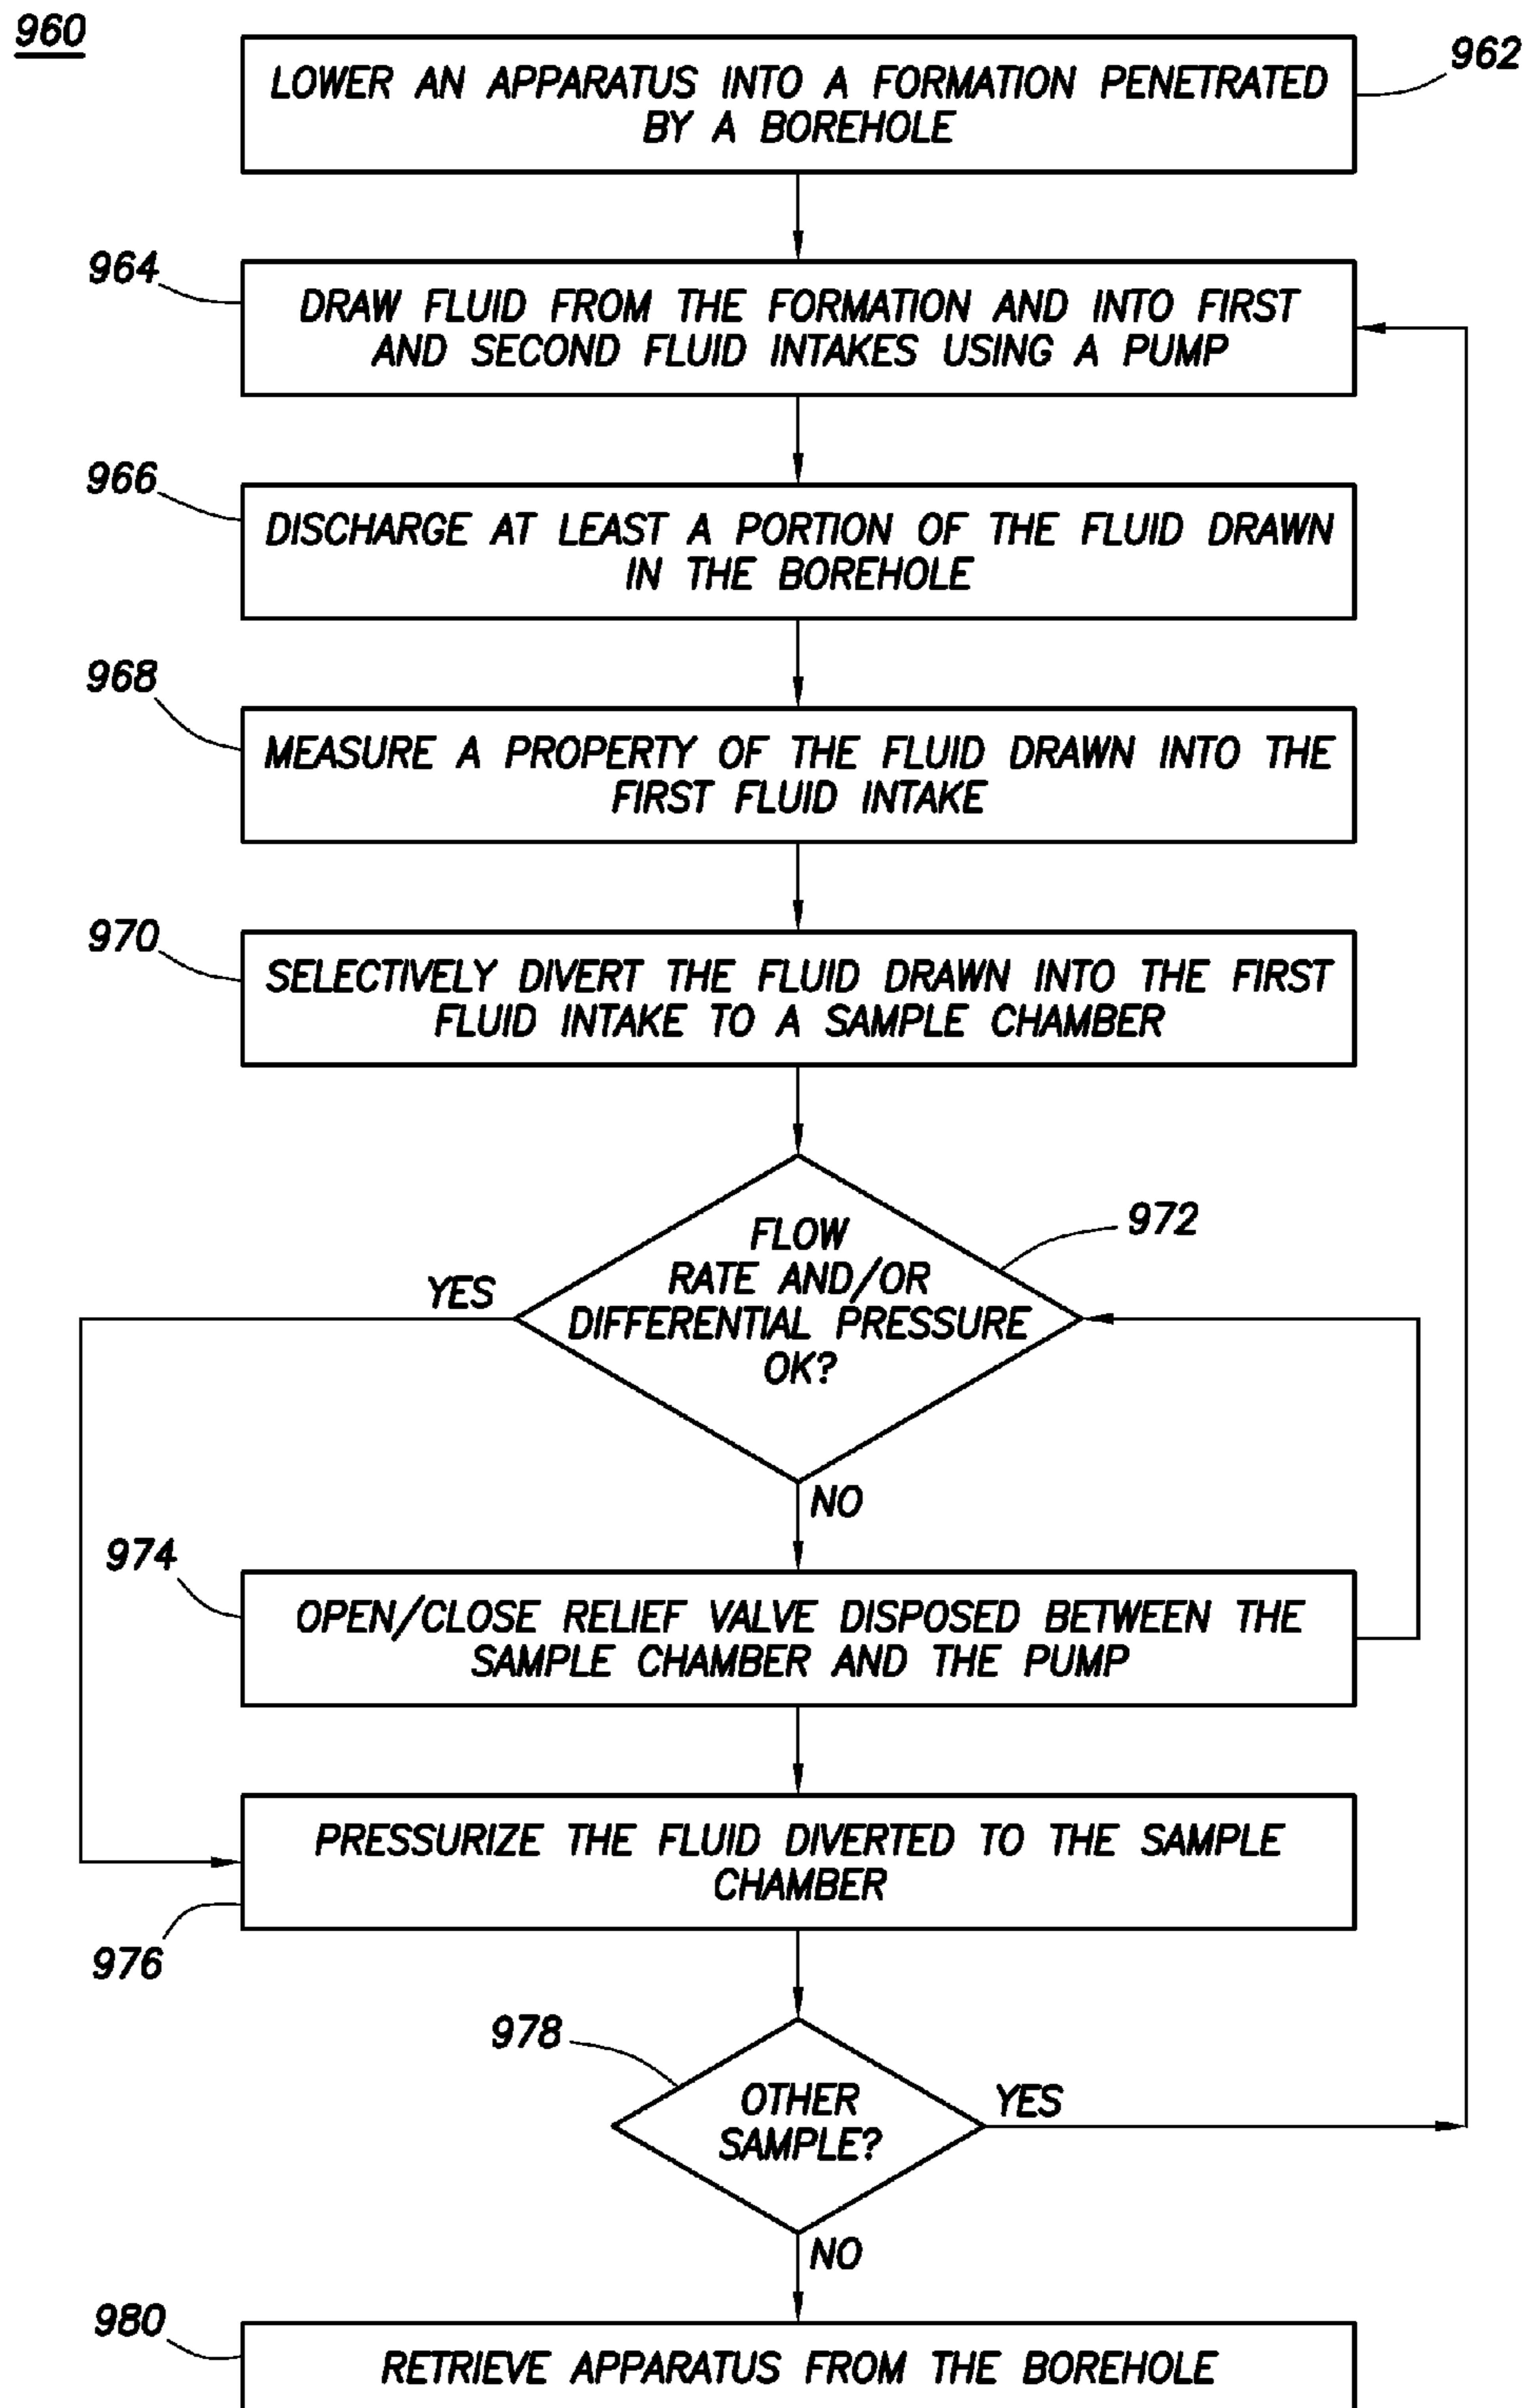 960
LOWER AN APPARATUS INTO A FORMATION PENETRATED
BY A BOREHOLE
962
964
DRAW FLUID FROM THE FORMATION AND INTO FIRST
AND SECOND FLUID INTAKES USING A PUMP
966
DISCHARGE AT LEAST A PORTION OF THE FLUID DRAWN
IN THE BOREHOLE
968
MEASURE A PROPERTY OF THE FLUID DRAWN INTO THE
FIRST FLUID INTAKE
970
SELECTIVELY DIVERT THE FLUID DRAWN INTO THE FIRST
FLUID INTAKE TO A SAMPLE CHAMBER
972
FLOW
RATE AND/OR
DIFFERENTIAL PRESSURE
OK?
YES
NO
974
OPEN/CLOSE RELIEF VALVE DISPOSED BETWEEN THE
SAMPLE CHAMBER AND THE PUMP
PRESSURIZE THE FLUID DIVERTED TO THE SAMPLE
CHAMBER
976
978
OTHER
SAMPLE?
YES
NO
980
RETRIEVE APPARATUS FROM THE BOREHOLE